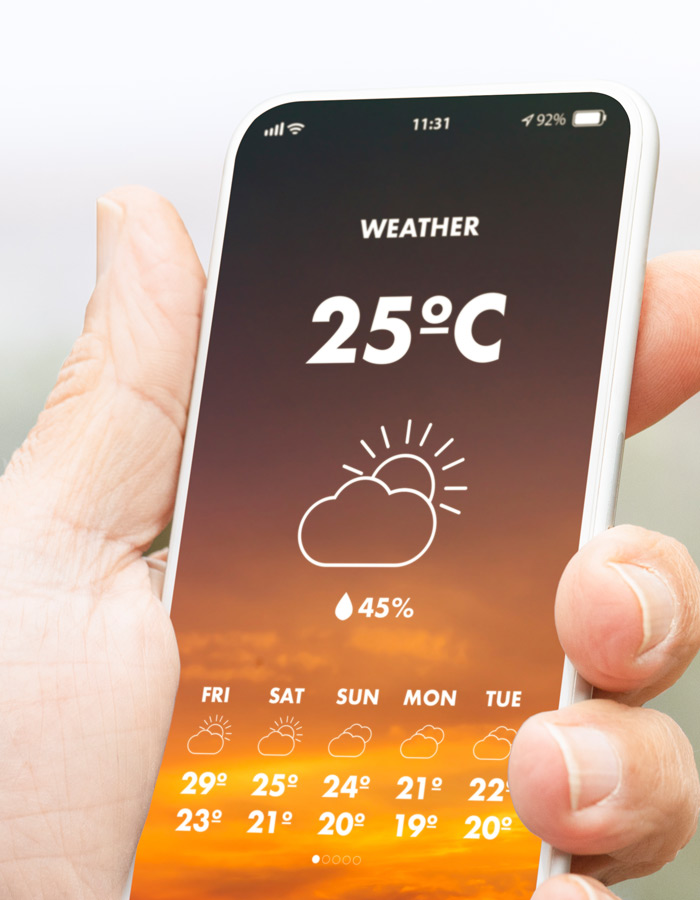 11:31 92%
WEATHER
25ºC
45%
FRI SAT SUN MON TUE
29º 25º 24º 21º 22º
23º 21º 20º 19º 20º